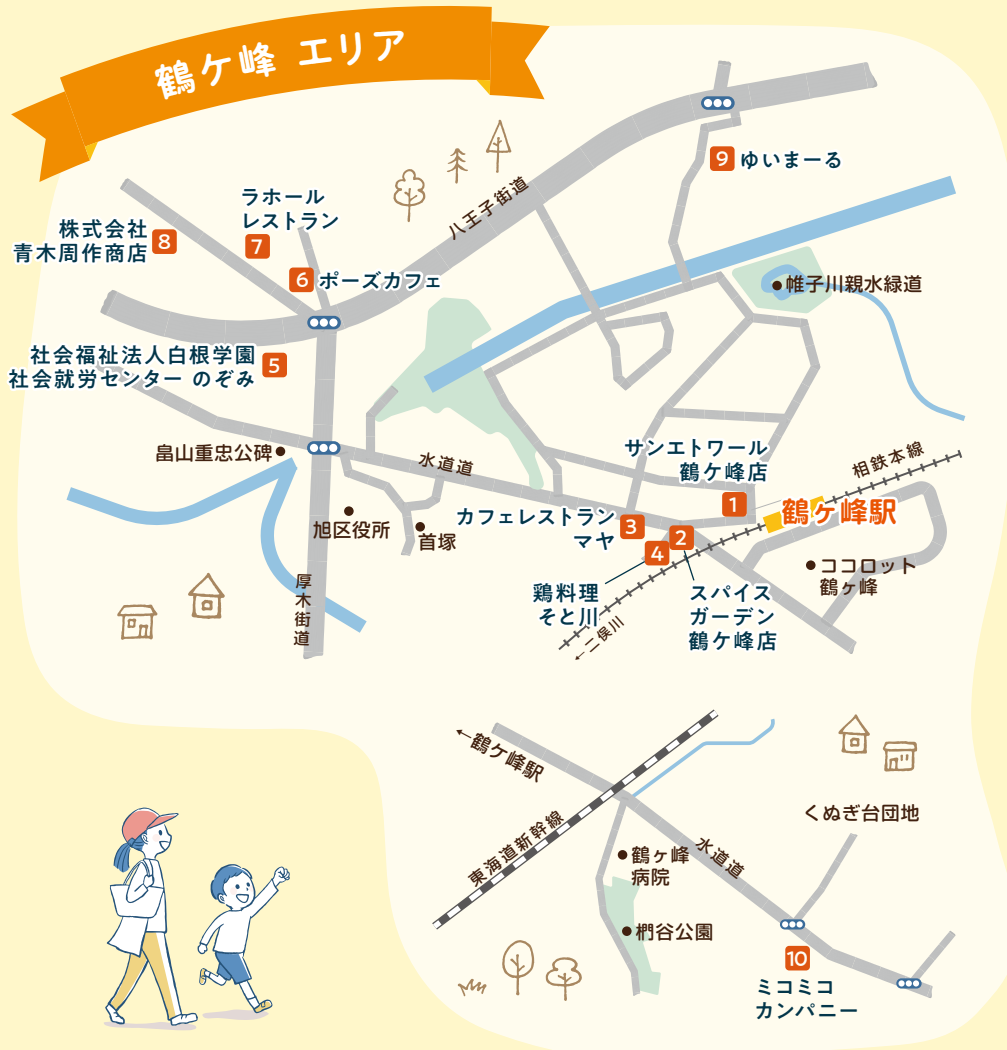 鶴ケ峰 エリア
9 ゆいまーる
八王子街道
ラホール
レストラン
7
株式会社
青木周作商店
8
6 ポーズカフェ
帷子川親水緑道
社会福祉法人白根学園
社会就労センター のぞみ
5
畠山重忠公碑
水道道
サンエトワール
鶴ケ峰店
1
相鉄本線
鶴ヶ峰駅
旭区役所
首塚
カフェレストラン
マヤ
3
2
4
ココロット
鶴ヶ峰
鶏料理
そと川
スパイス
ガーデン
鶴ケ峰店
厚木街道
←二俣川
←鶴ケ峰駅
東海道新幹線
くぬぎ台団地
水道道
鶴ヶ峰
病院
椚谷公園
10
ミコミコ
カンパニー